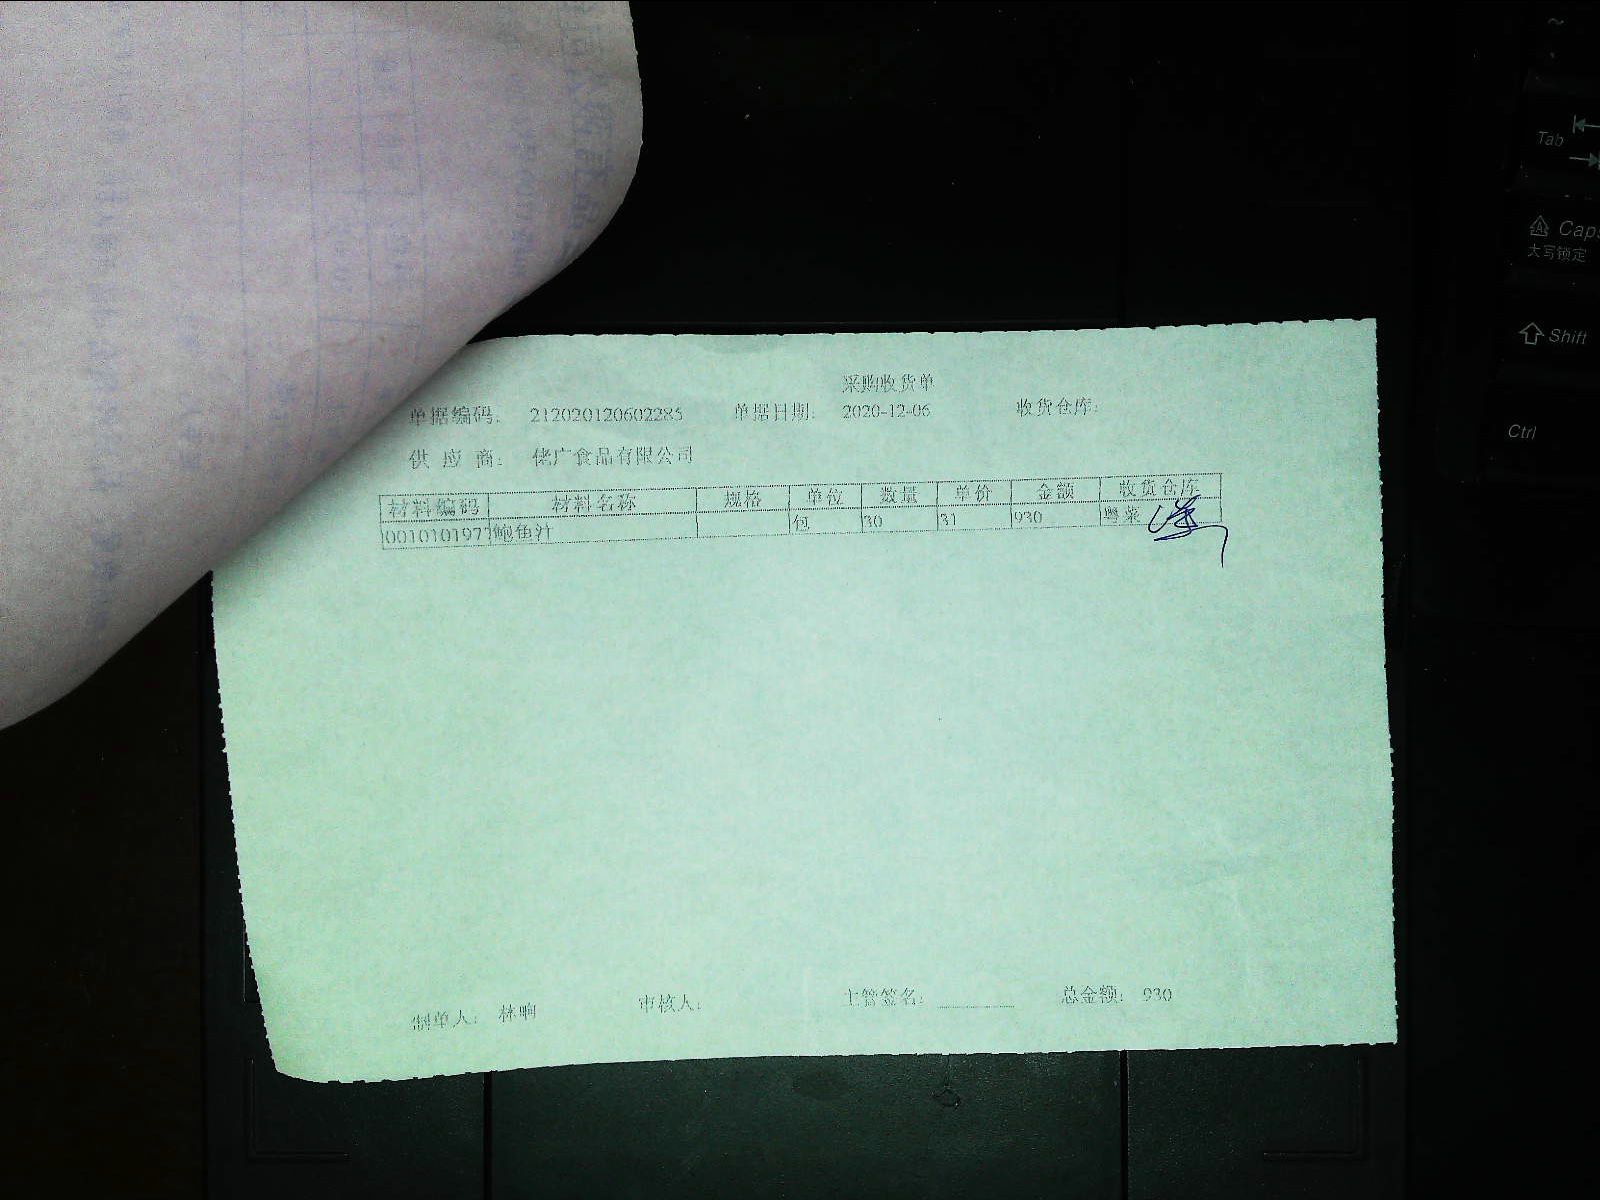 采购收货单
单据编码: 212020120602285 单据日期: 2020-12-06 收货仓库:
供应商: 佬广食品有限公司
材料编码 材料名称 规格 单位 数量 单价 金额 收货仓库
0010101977 鲍鱼汁 包 30 31 930 粤菜
制单人: 林响 审核人: 主管签名: 总金额: 930
~
Tab
Caps
大写锁定
Shift
Ctrl